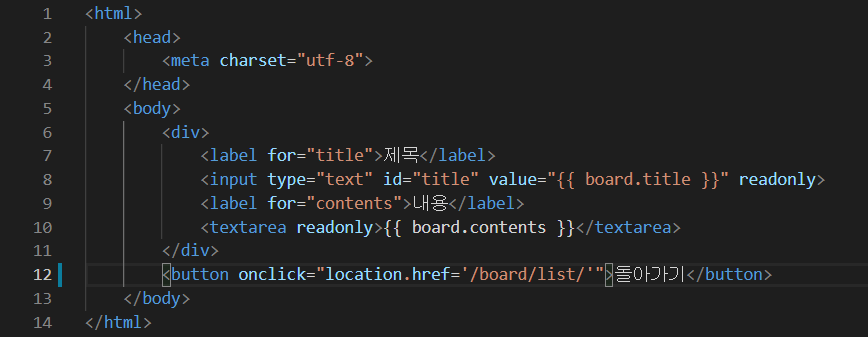 1 <html>
2 <head>
3 <meta charset="utf-8">
4 </head>
5 <body>
6 <div>
7 <label for="title">제목</label>
8 <input type="text" id="title" value="{{ board.title }}" readonly>
9 <label for="contents">내용</label>
10 <textarea readonly>{{ board.contents }}</textarea>
11 </div>
12 <button onclick="location.href='/board/list/'">돌아가기</button>
13 </body>
14 </html>